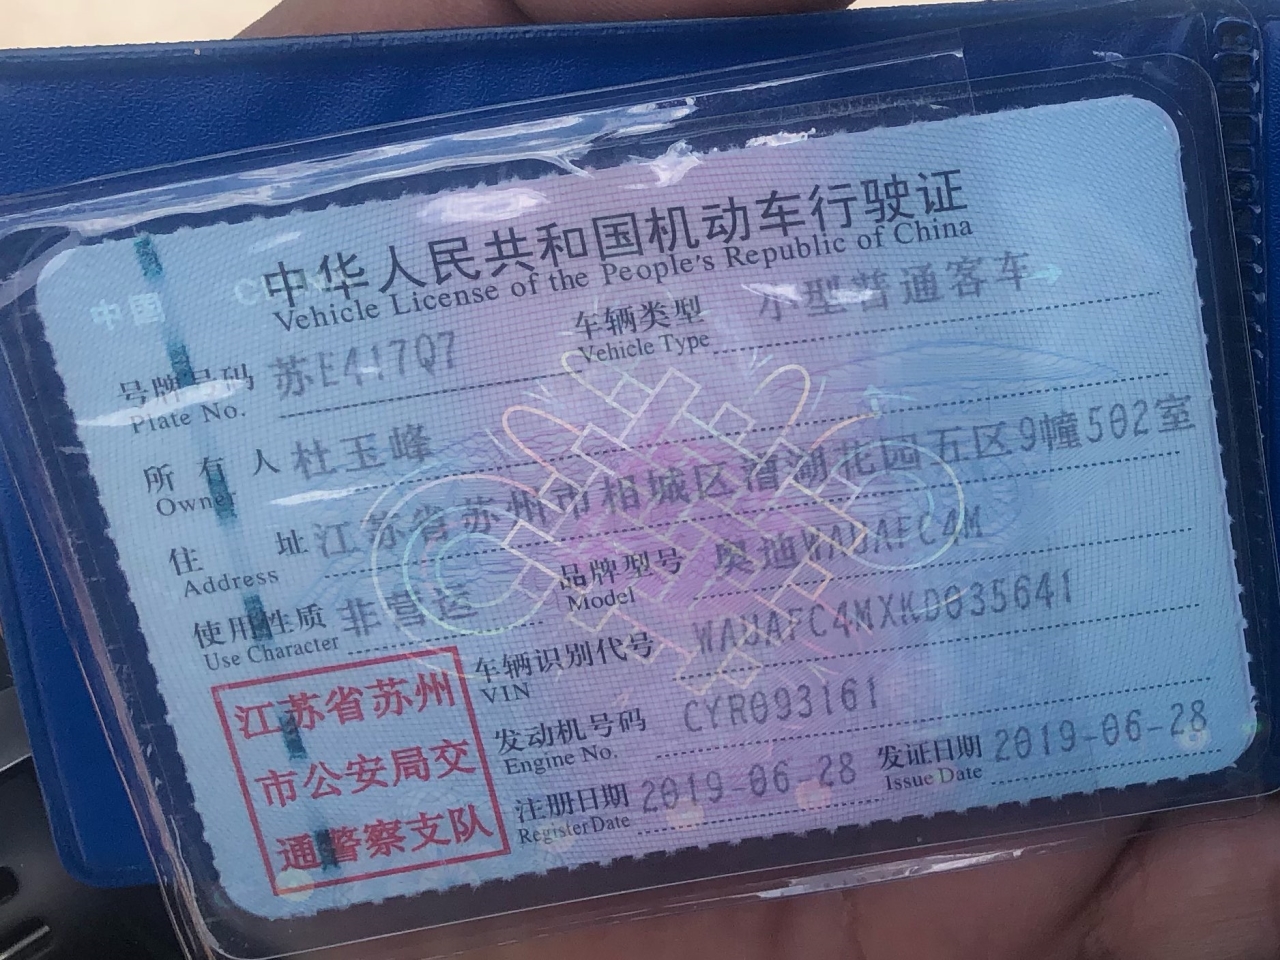 中国 CHINA
中华人民共和国机动车行驶证
Vehicle License of the People's Republic of China
号牌号码 苏E417Q7 车辆类型 小型普通客车
Plate No. Vehicle Type
所有人 杜玉峰
Owner
住址 江苏省苏州市相城区漕湖花园五区9幢502室
Address
使用性质 非营运 品牌型号 奥迪WAUAFC4M
Use Character Model
车辆识别代号 WAUAFC4MXKD035641
VIN
发动机号码 CYR093161
Engine No.
注册日期 2019-06-28 发证日期 2019-06-28
Register Date Issue Date
江苏省苏州
市公安局交
通警察支队